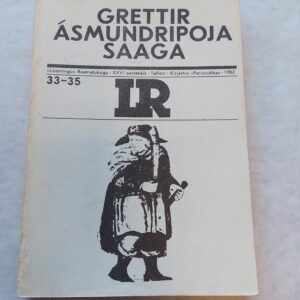 GRETTIR
ÁSMUNDRIPOJA
SAAGA
«Loomingu» Raamatukogu · XXVI aastakäik · Tallinn · Kirjastus «Perioodika» · 1982
33–35
LR